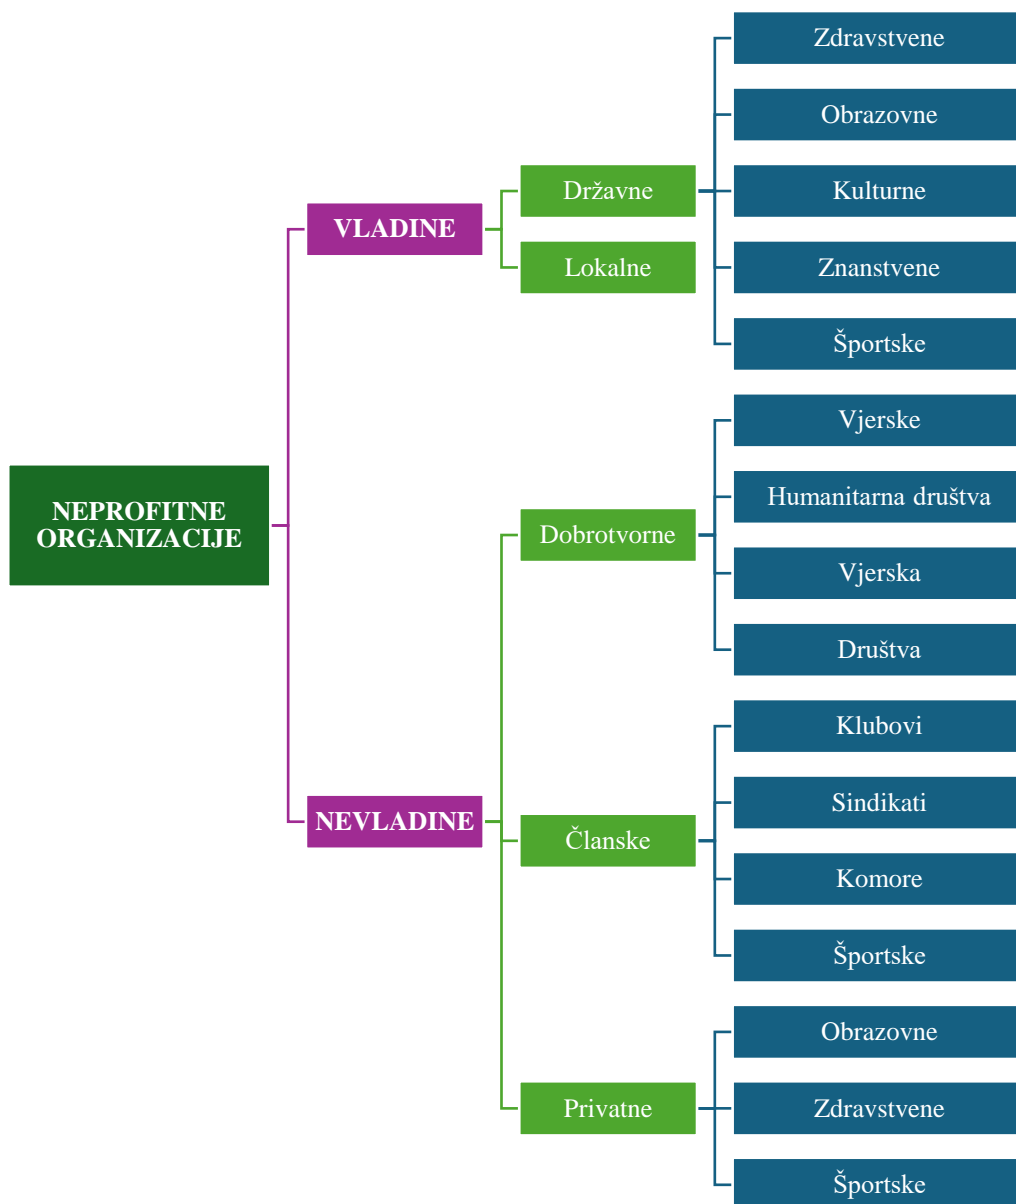 NEPROFITNE
ORGANIZACIJE
VLADINE
Državne
Zdravstvene
Obrazovne
Kulturne
Znanstvene
Športske
Lokalne
NEVLADINE
Dobrotvorne
Vjerske
Humanitarna društva
Vjerska
Društva
Članske
Klubovi
Sindikati
Komore
Športske
Privatne
Obrazovne
Zdravstvene
Športske